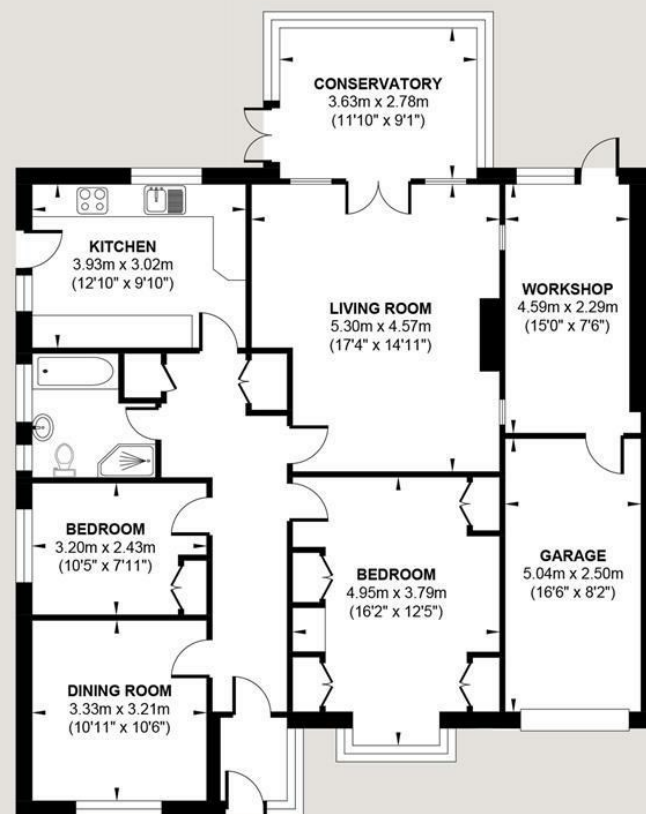 CONSERVATORY
3.63m x 2.78m
(11'10" x 9'1")
KITCHEN
3.93m x 3.02m
(12'10" x 9'10")
LIVING ROOM
5.30m x 4.57m
(17'4" x 14'11")
WORKSHOP
4.59m x 2.29m
(15'0" x 7'6")
BEDROOM
3.20m x 2.43m
(10'5" x 7'11")
BEDROOM
4.95m x 3.79m
(16'2" x 12'5")
GARAGE
5.04m x 2.50m
(16'6" x 8'2")
DINING ROOM
3.33m x 3.21m
(10'11" x 10'6")